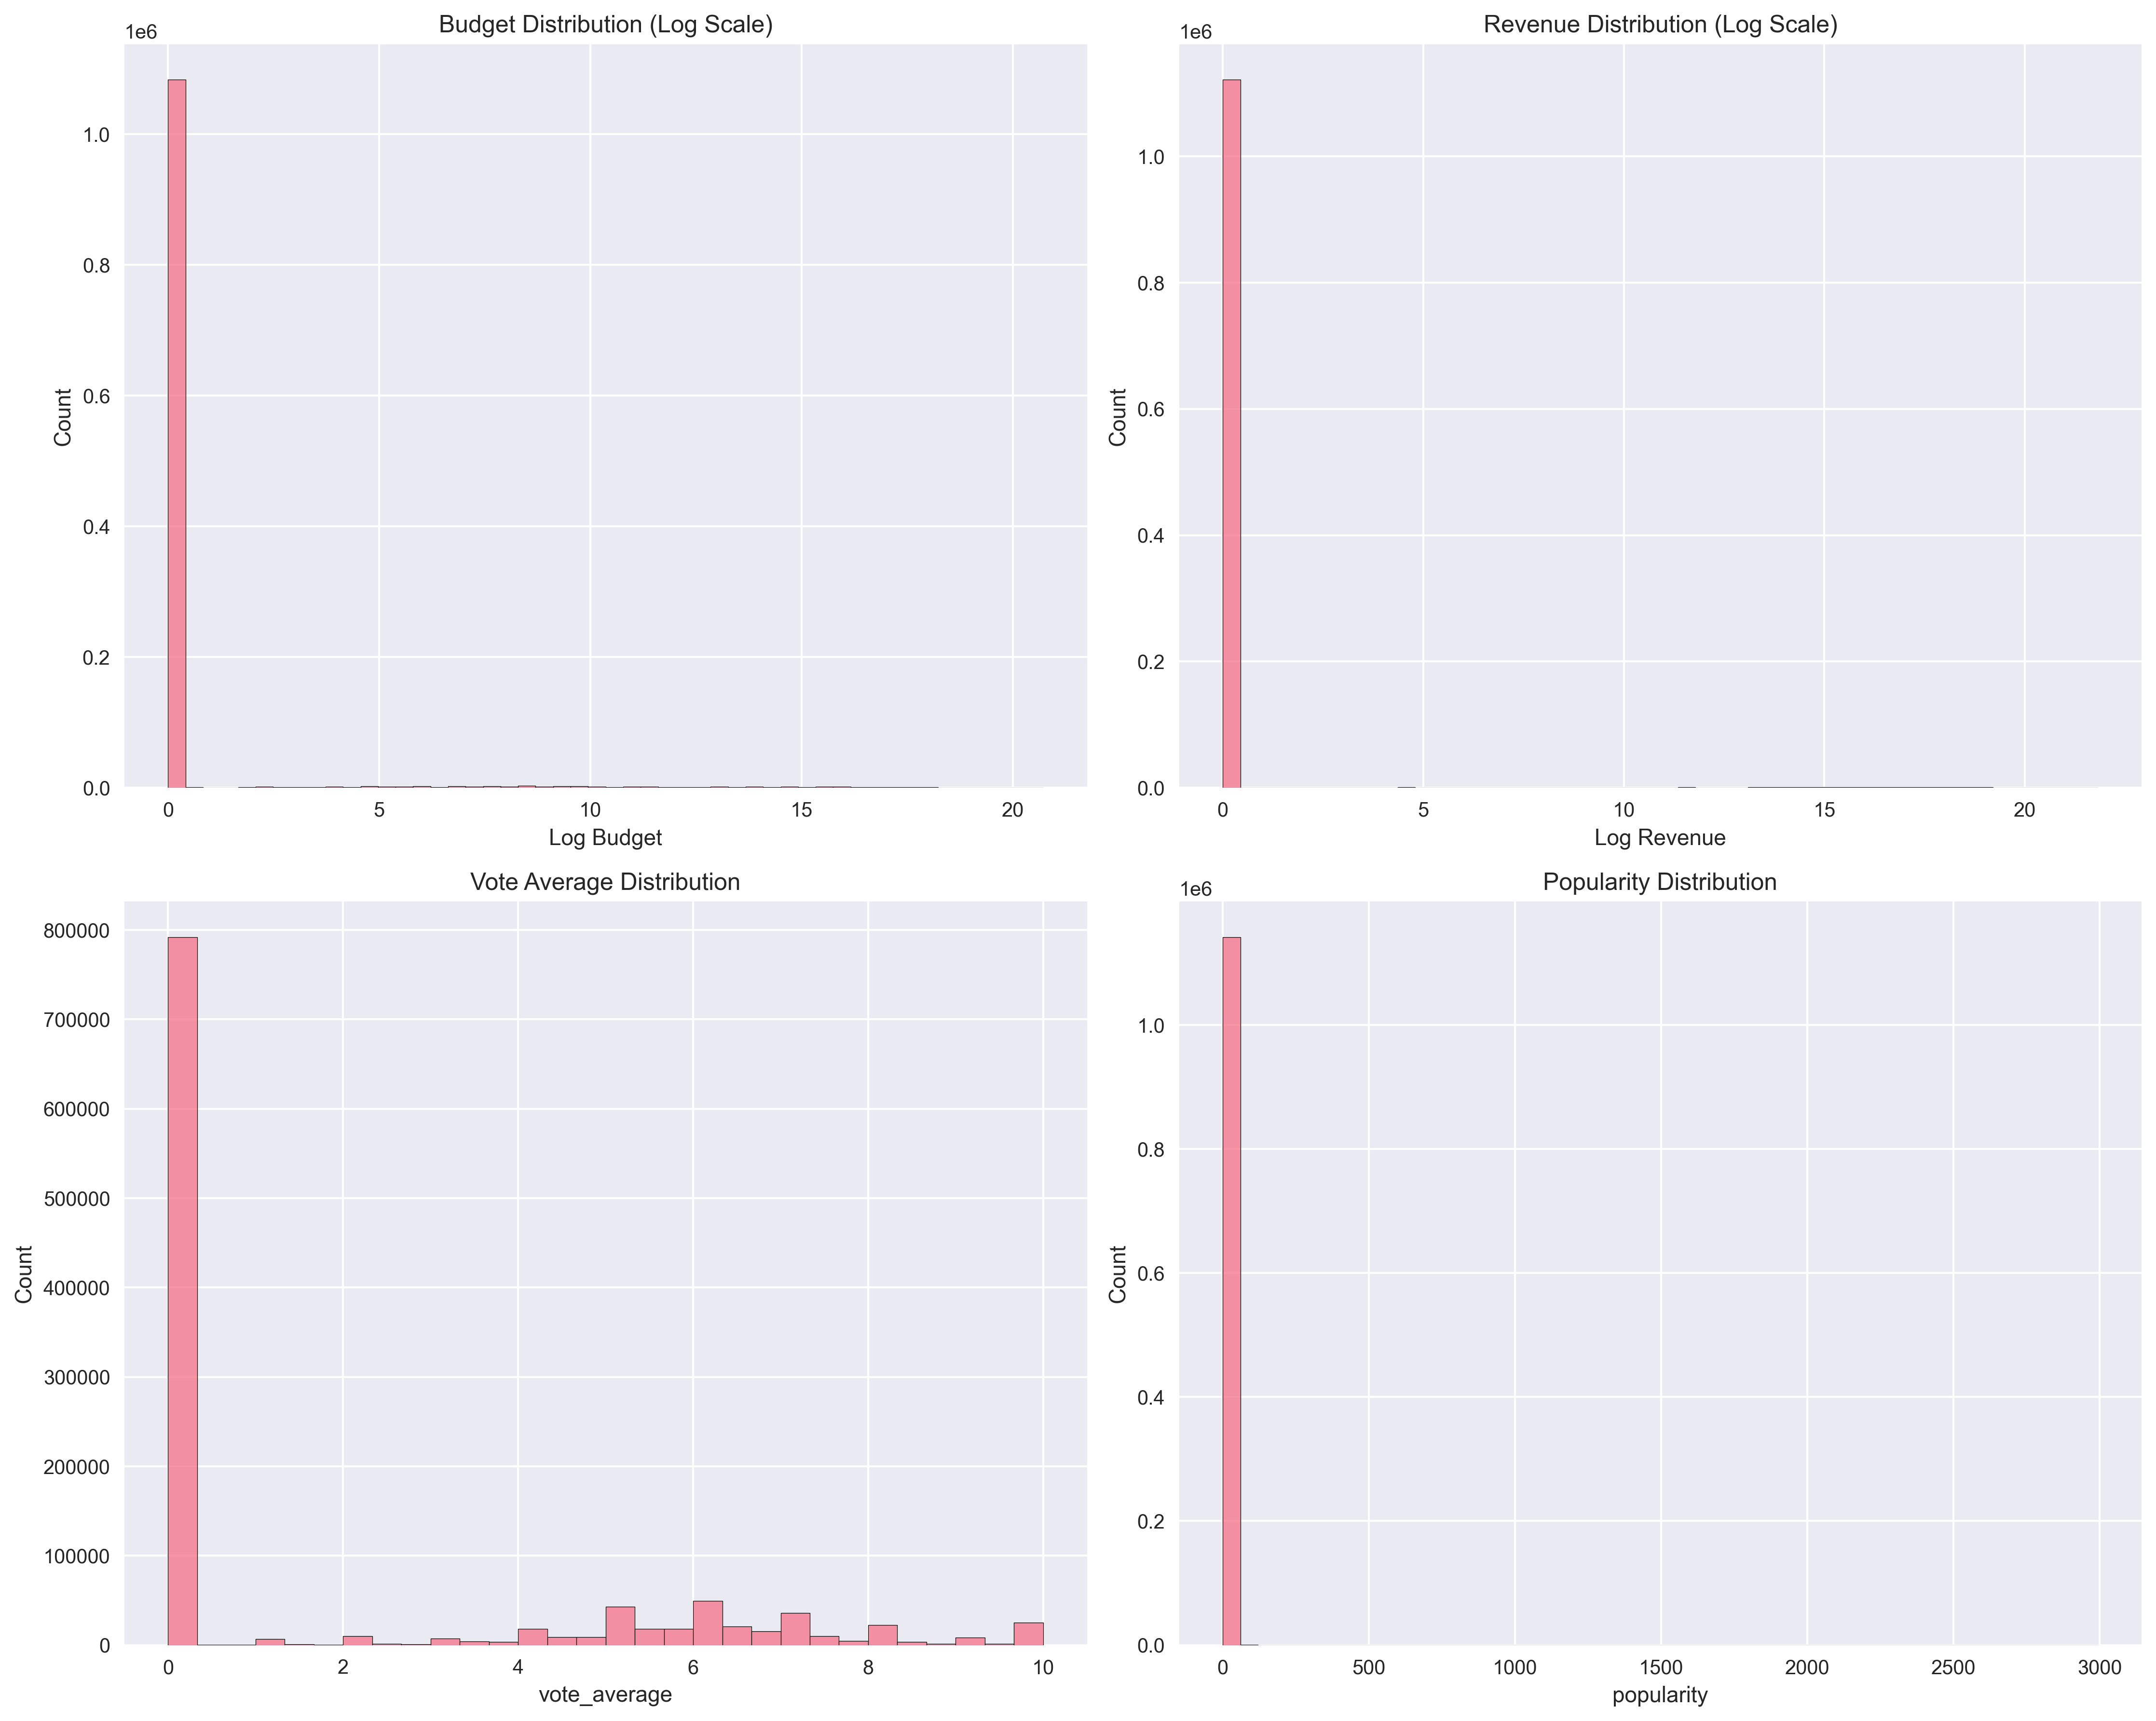 Budget Distribution (Log Scale)
1e6
1.0
0.8
0.6
0.4
0.2
0.0
Count
0 5 10 15 20
Log Budget
Revenue Distribution (Log Scale)
1e6
1.0
0.8
0.6
0.4
0.2
0.0
Count
0 5 10 15 20
Log Revenue
Vote Average Distribution
800000
700000
600000
500000
400000
300000
200000
100000
0
Count
0 2 4 6 8 10
vote_average
Popularity Distribution
1e6
1.0
0.8
0.6
0.4
0.2
0.0
Count
0 500 1000 1500 2000 2500 3000
popularity